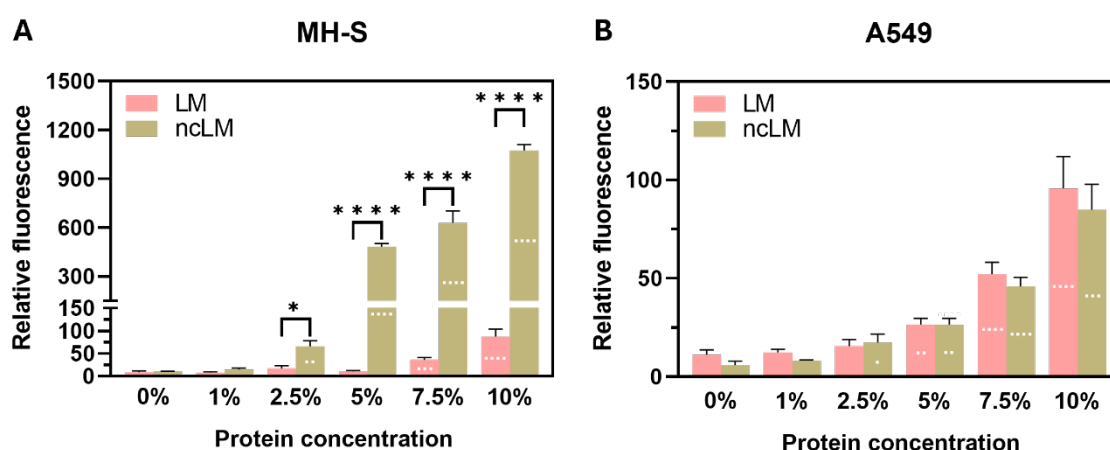 A
MH-S
Relative fluorescence
1500
1200
900
600
300
150
100
50
0
LM
ncLM
*
* * * *
* * * *
* * * *
0% 1% 2.5% 5% 7.5% 10%
Protein concentration
B
A549
Relative fluorescence
150
100
50
0
LM
ncLM
0% 1% 2.5% 5% 7.5% 10%
Protein concentration